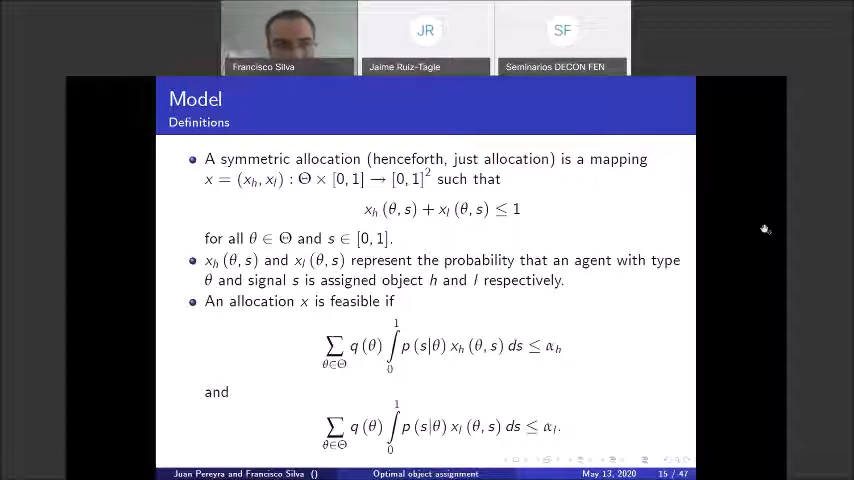 JR
SF
Francisco Silva
Jaime Ruiz-Tagle
Seminarios DECON FEN
Model
Definitions
A symmetric allocation (henceforth, just allocation) is a mapping
x = (x_h, x_l) : Θ × [0, 1] → [0, 1]² such that
x_h (θ, s) + x_l (θ, s) ≤ 1
for all θ ∈ Θ and s ∈ [0, 1].
x_h (θ, s) and x_l (θ, s) represent the probability that an agent with type
θ and signal s is assigned object h and l respectively.
An allocation x is feasible if
∑_{θ∈Θ} q (θ) ∫_0^1 p (s|θ) x_h (θ, s) ds ≤ α_h
and
∑_{θ∈Θ} q (θ) ∫_0^1 p (s|θ) x_l (θ, s) ds ≤ α_l.
Juan Pereyra and Francisco Silva ()
Optimal object assignment
May 13, 2020
15 / 47